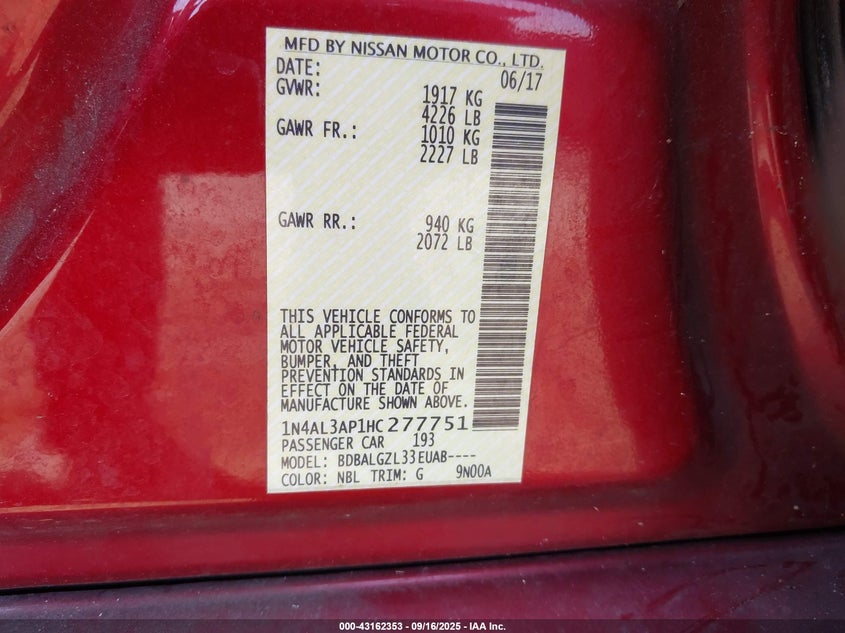 MFD BY NISSAN MOTOR CO., LTD.
DATE: 06/17
GVWR: 1917 KG
4226 LB
GAWR FR.: 1010 KG
2227 LB
GAWR RR.: 940 KG
2072 LB
THIS VEHICLE CONFORMS TO
ALL APPLICABLE FEDERAL
MOTOR VEHICLE SAFETY,
BUMPER, AND THEFT
PREVENTION STANDARDS IN
EFFECT ON THE DATE OF
MANUFACTURE SHOWN ABOVE.
1N4AL3AP1HC277751
PASSENGER CAR 193
MODEL: BDBALGZL33EUAB----
COLOR: NBL TRIM: G 9N00A
000-43162353 - 09/16/2025 - IAA Inc.